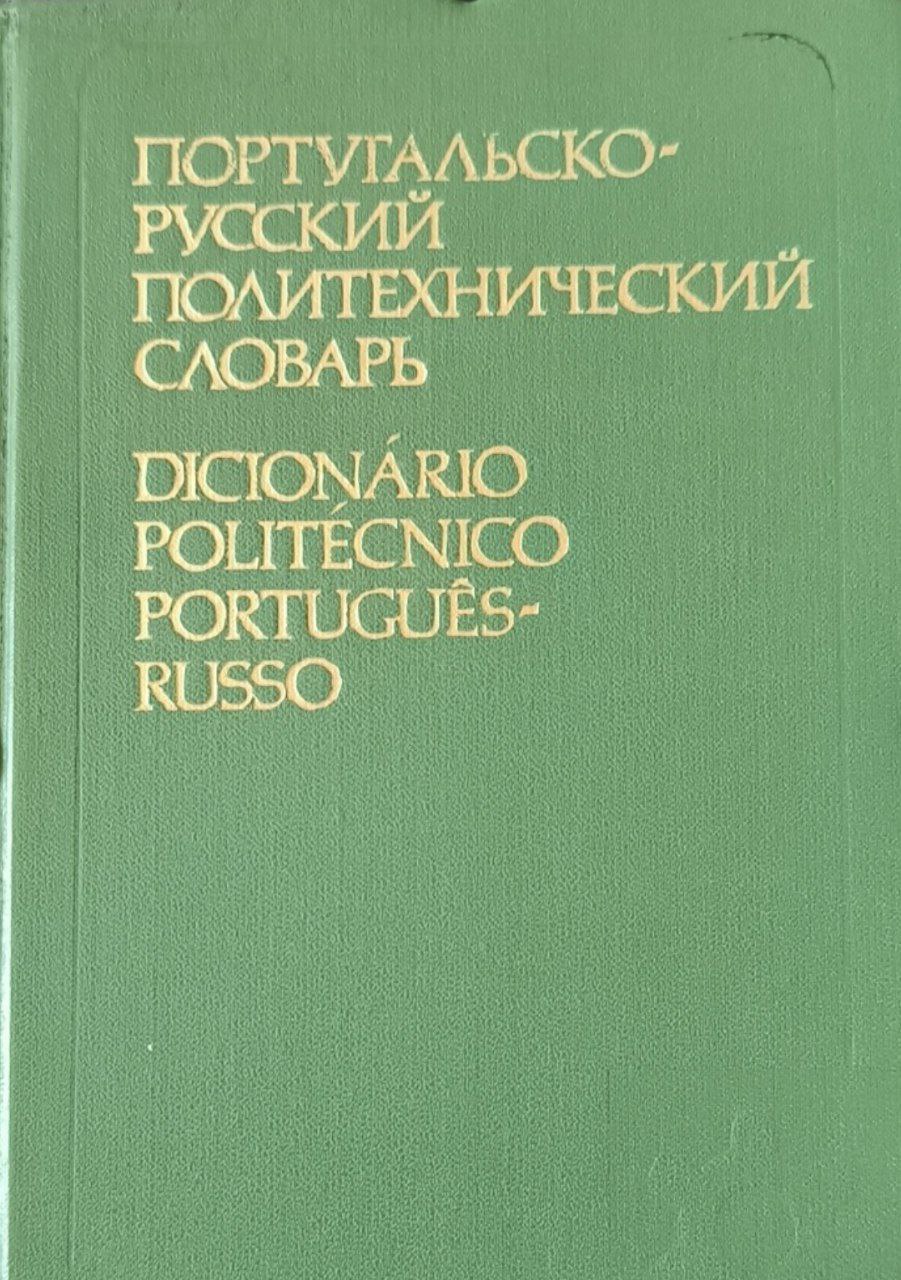 ПОРТУГАЛЬСКО-
РУССКИЙ
ПОЛИТЕХНИЧЕСКИЙ
СЛОВАРЬ
DICIONÁRIO
POLITÉCNICO
PORTUGUÊS-
RUSSO